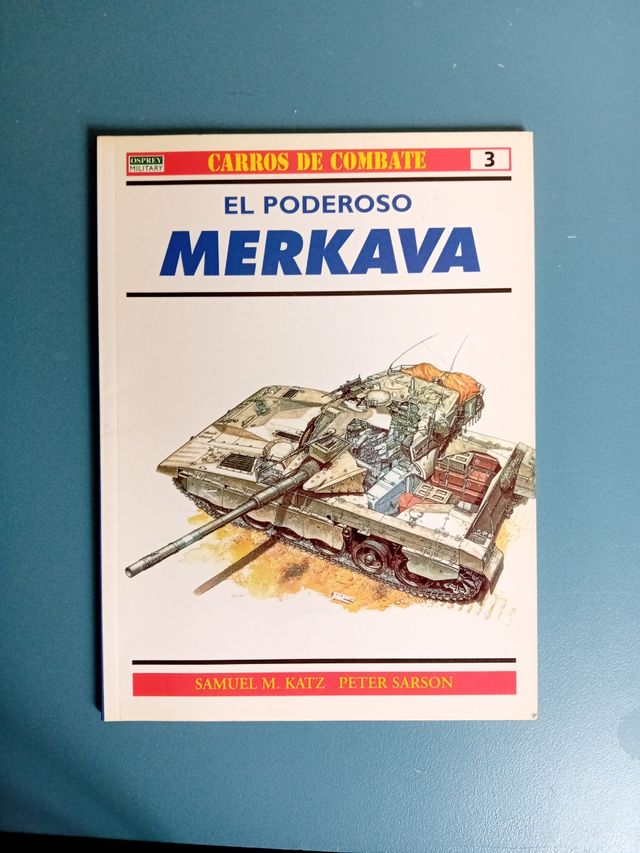 OSPREY
MILITARY
CARROS DE COMBATE
3
EL PODEROSO
MERKAVA
SAMUEL M. KATZ PETER SARSON